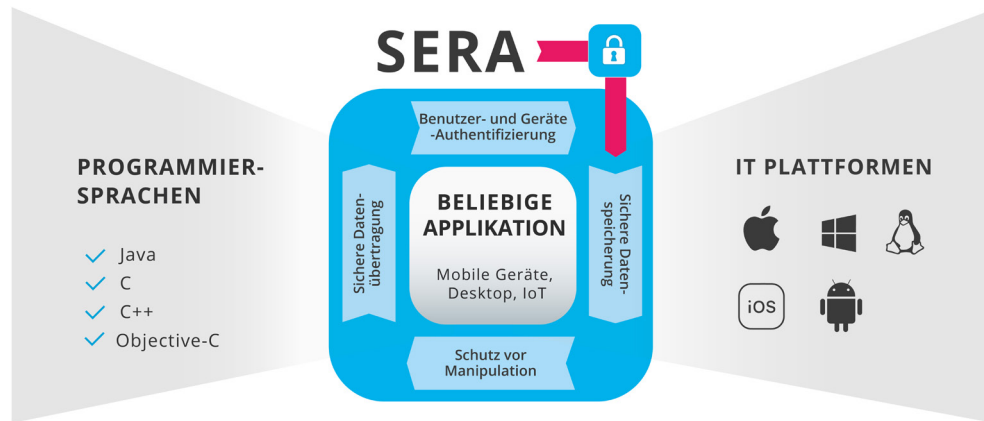 SERA
Benutzer- und Geräte
-Authentifizierung
PROGRAMMIER-
SPRACHEN
Java
C
C++
Objective-C
Sichere Daten-
übertragung
BELIEBIGE
APPLIKATION
Mobile Geräte,
Desktop, IoT
Sichere Daten-
speicherung
Schutz vor
Manipulation
IT PLATTFORMEN
iOS